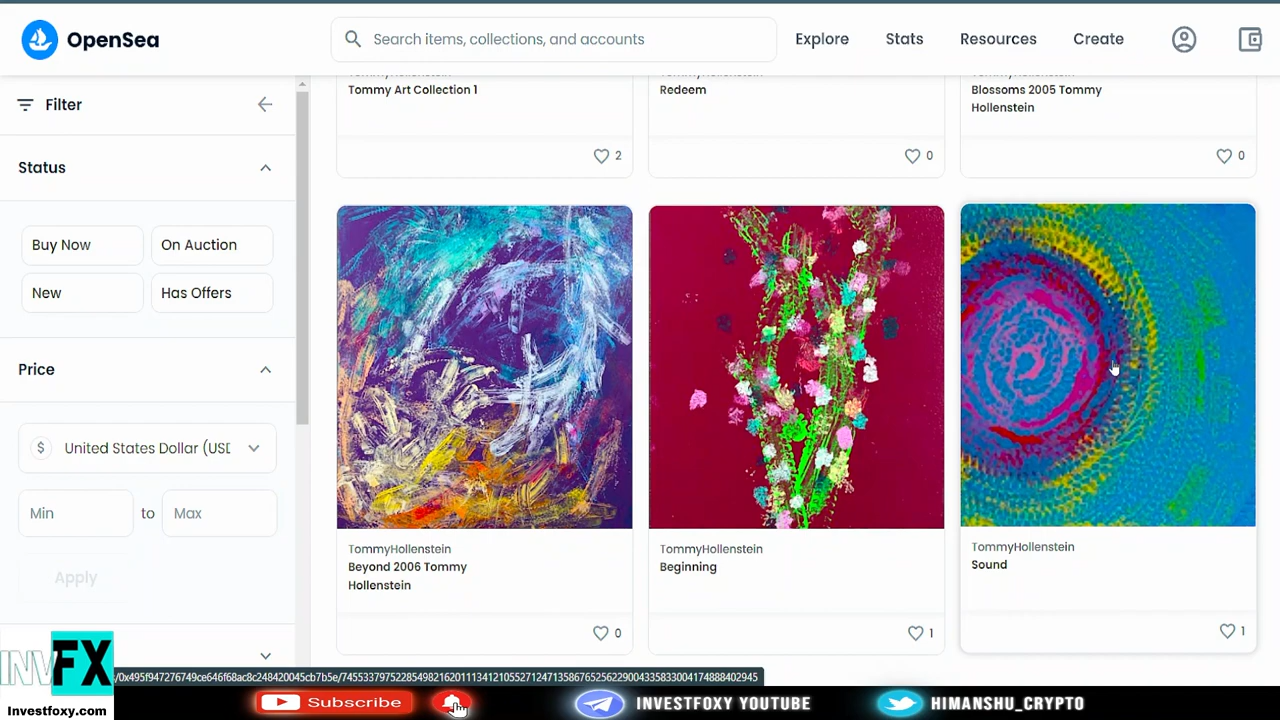 OpenSea
Search items, collections, and accounts
Explore
Stats
Resources
Create
Filter
Status
Buy Now
On Auction
New
Has Offers
Price
$ United States Dollar (USD
Min
to
Max
Apply
Tommy Art Collection 1
2
Redeem
0
Blossoms 2005 Tommy
Hollenstein
0
TommyHollenstein
Beyond 2006 Tommy
Hollenstein
0
TommyHollenstein
Beginning
1
TommyHollenstein
Sound
1
INVFX
Investfoxy.com
Subscribe
INVESTFOXY YOUTUBE
HIMANSHU_CRYPTO